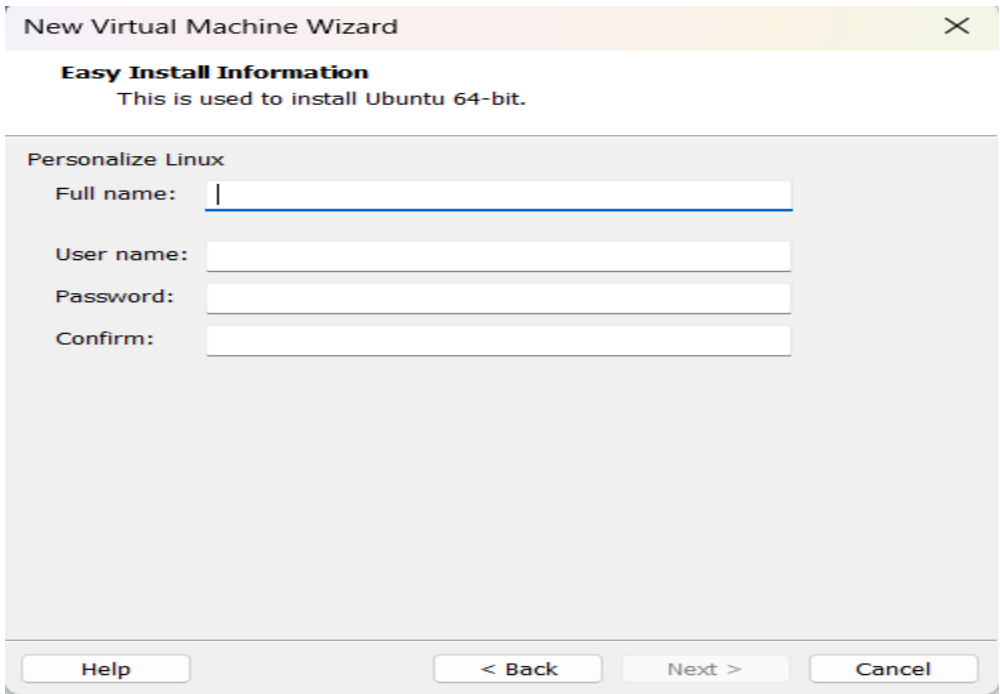 New Virtual Machine Wizard
Easy Install Information
This is used to install Ubuntu 64-bit.
Personalize Linux
Full name:
User name:
Password:
Confirm:
Help < Back Next > Cancel